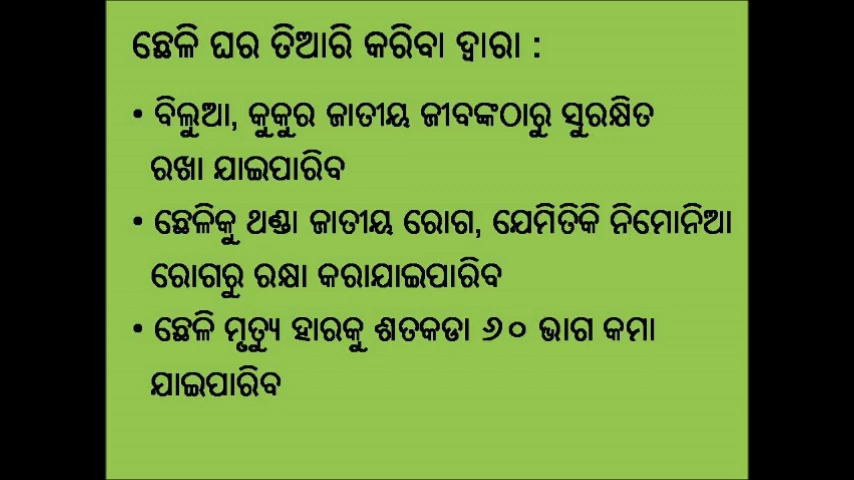 ଛେଳି ଘର ତିଆରି କରିବା ଦ୍ଵାରା :
• ବିଲୁଆ, କୁକୁର ଜାତୀୟ ଜୀବଙ୍କଠାରୁ ସୁରକ୍ଷିତ
ରଖା ଯାଇପାରିବ
• ଛେଳିକୁ ଥଣ୍ଡା ଜାତୀୟ ରୋଗ, ଯେମିତିକି ନିମୋନିଆ
ରୋଗରୁ ରକ୍ଷା କରାଯାଇପାରିବ
• ଛେଳି ମୃତ୍ୟୁ ହାରକୁ ଶତକଡା ୬୦ ଭାଗ କମା
ଯାଇପାରିବ